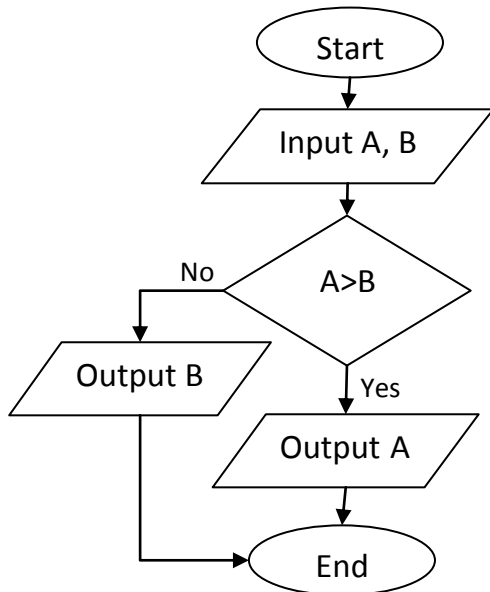 Start
Input A, B
A>B
No
Yes
Output B
Output A
End